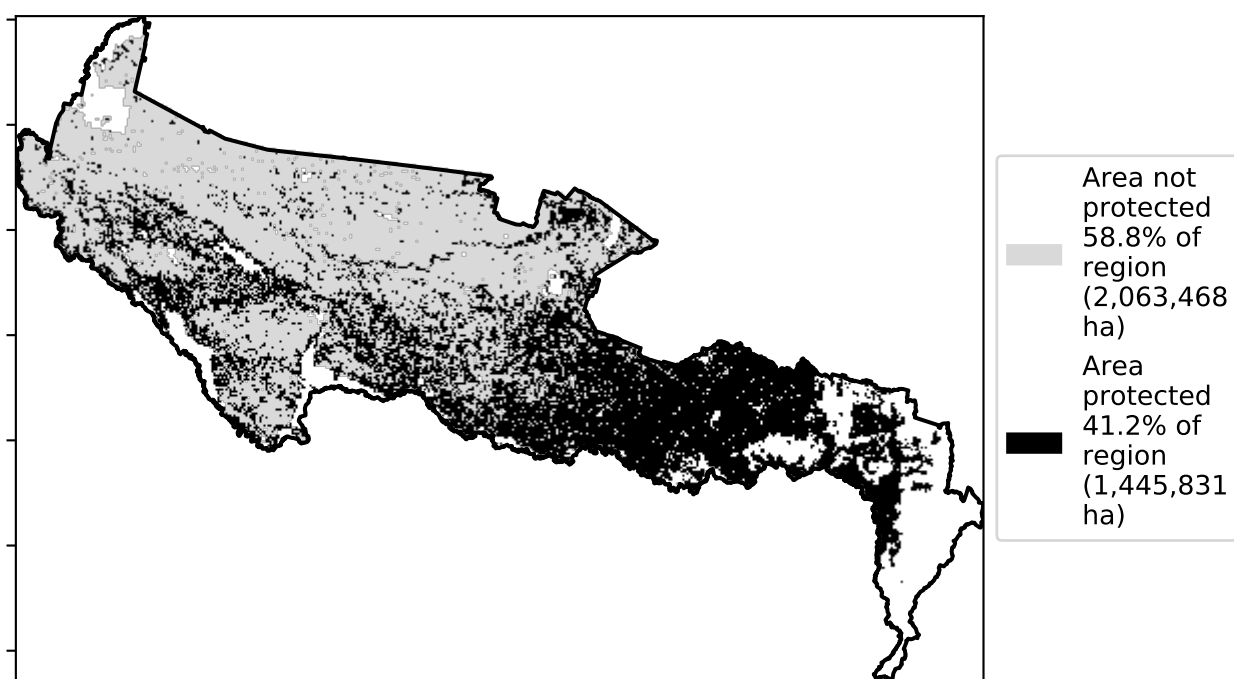 Area not
protected
58.8% of
region
(2,063,468
ha)
Area
protected
41.2% of
region
(1,445,831
ha)